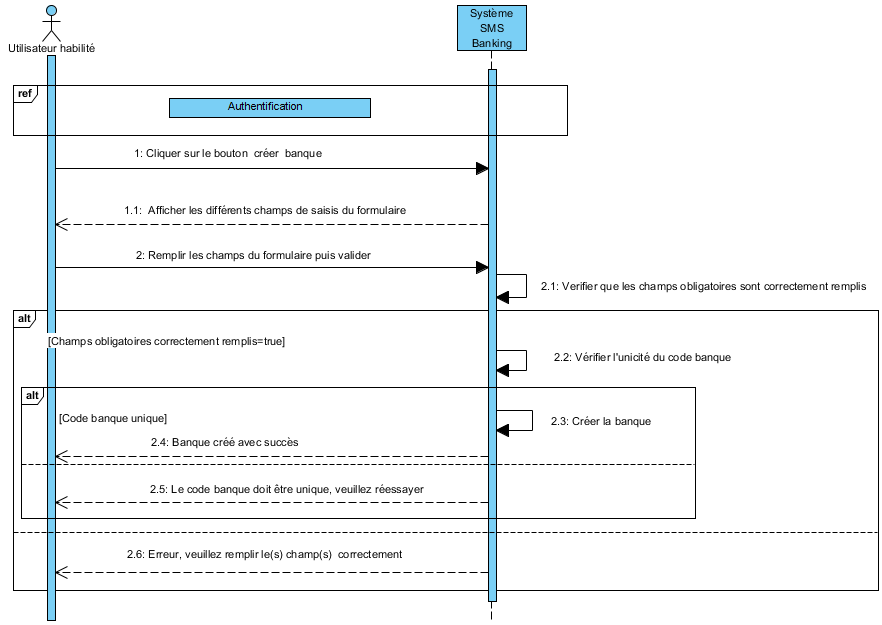 Système
SMS
Banking
Utilisateur habilité
ref
Authentification
1: Cliquer sur le bouton créer banque
1.1: Afficher les différents champs de saisis du formulaire
2: Remplir les champs du formulaire puis valider
2.1: Verifier que les champs obligatoires sont correctement remplis
alt
[Champs obligatoires correctement remplis=true]
2.2: Vérifier l'unicité du code banque
alt
[Code banque unique]
2.3: Créer la banque
2.4: Banque créé avec succès
2.5: Le code banque doit être unique, veuillez réessayer
2.6: Erreur, veuillez remplir le(s) champ(s) correctement